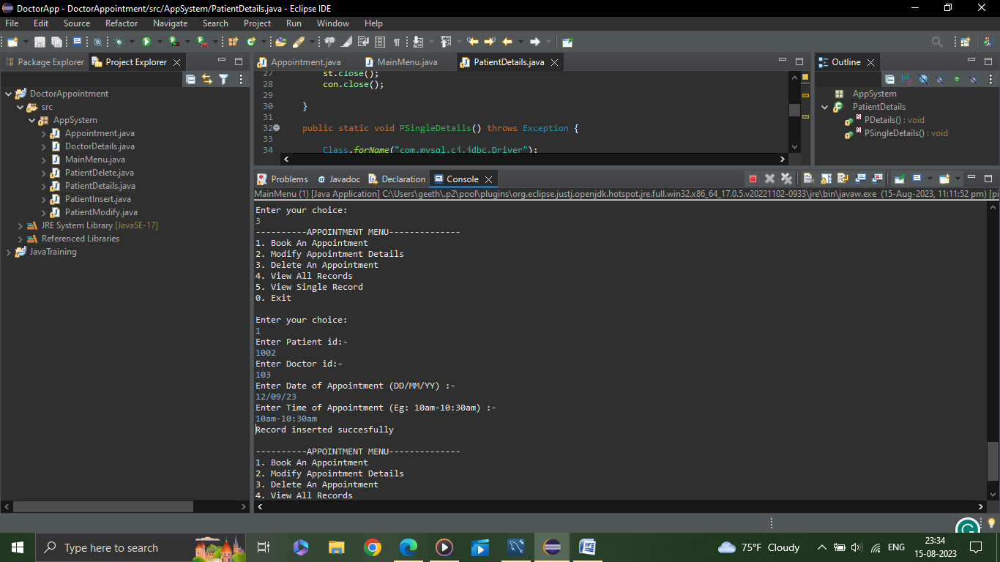 DoctorApp - DoctorAppointment/src/AppSystem/PatientDetails.java - Eclipse IDE
File Edit Source Refactor Navigate Search Project Run Window Help
Package Explorer Project Explorer
DoctorAppointment
src
AppSystem
Appointment.java
DoctorDetails.java
MainMenu.java
PatientDelete.java
PatientDetails.java
PatientInsert.java
PatientModify.java
JRE System Library [JavaSE-17]
Referenced Libraries
JavaTraining
Appointment.java MainMenu.java PatientDetails.java
27 st.close();
28 con.close();
29
30 }
31
32 public static void PSingleDetails() throws Exception {
33
34 Class.forName("com.mysql.cj.jdbc.Driver");
Outline
AppSystem
PatientDetails
PDetails() : void
PSingleDetails() : void
Problems Javadoc Declaration Console
MainMenu (1) [Java Application] C:\Users\geeth\.p2\pool\plugins\org.eclipse.justj.openjdk.hotspot.jre.full.win32.x86_64_17.0.5.v20221102-0933\jre\bin\javaw.exe (15-Aug-2023, 11:11:52 pm) [pi
Enter your choice:
3
----------APPOINTMENT MENU--------------
1. Book An Appointment
2. Modify Appointment Details
3. Delete An Appointment
4. View All Records
5. View Single Record
0. Exit
Enter your choice:
1
Enter Patient id:-
1002
Enter Doctor id:-
103
Enter Date of Appointment (DD/MM/YY) :-
12/09/23
Enter Time of Appointment (Eg: 10am-10:30am) :-
10am-10:30am
Record inserted succesfully
----------APPOINTMENT MENU--------------
1. Book An Appointment
2. Modify Appointment Details
3. Delete An Appointment
4. View All Records
Type here to search
75°F Cloudy
ENG
23:34
15-08-2023